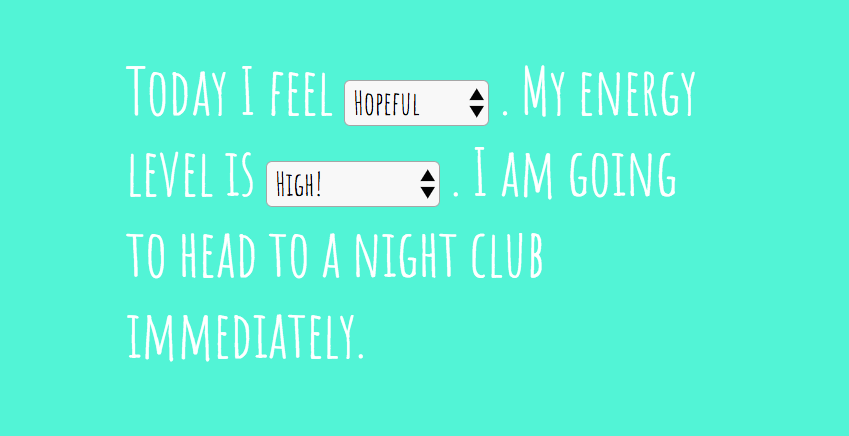 Today I feel Hopeful . My energy
level is High! . I am going
to head to a night club
immediately.